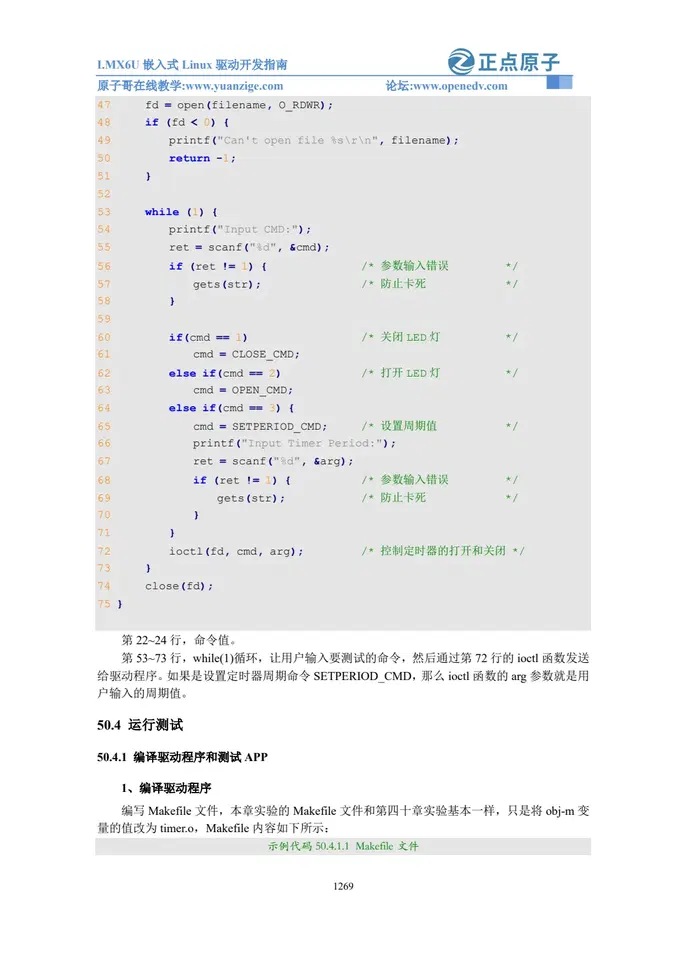 I.MX6U 嵌入式 Linux 驱动开发指南
正点原子
原子哥在线教学:www.yuanzige.com 论坛:www.openedv.com
47 fd = open(filename, O_RDWR);
48 if (fd < 0) {
49 printf("Can't open file %s\r\n", filename);
50 return -1;
51 }
52
53 while (1) {
54 printf("Input CMD:");
55 ret = scanf("%d", &cmd);
56 if (ret != 1) { /* 参数输入错误 */
57 gets(str); /* 防止卡死 */
58 }
59
60 if(cmd == 1) /* 关闭 LED 灯 */
61 cmd = CLOSE_CMD;
62 else if(cmd == 2) /* 打开 LED 灯 */
63 cmd = OPEN_CMD;
64 else if(cmd == 3) {
65 cmd = SETPERIOD_CMD; /* 设置周期值 */
66 printf("Input Timer Period:");
67 ret = scanf("%d", &arg);
68 if (ret != 1) { /* 参数输入错误 */
69 gets(str); /* 防止卡死 */
70 }
71 }
72 ioctl(fd, cmd, arg); /* 控制定时器的打开和关闭 */
73 }
74 close(fd);
75 }
第 22~24 行，命令值。
第 53~73 行，while(1)循环，让用户输入要测试的命令，然后通过第 72 行的 ioctl 函数发送
给驱动程序。如果是设置定时器周期命令 SETPERIOD_CMD，那么 ioctl 函数的 arg 参数就是用
户输入的周期值。
50.4 运行测试
50.4.1 编译驱动程序和测试 APP
1、编译驱动程序
编写 Makefile 文件，本章实验的 Makefile 文件和第四十章实验基本一样，只是将 obj-m 变
量的值改为 timer.o，Makefile 内容如下所示：
示例代码 50.4.1.1 Makefile 文件
1269